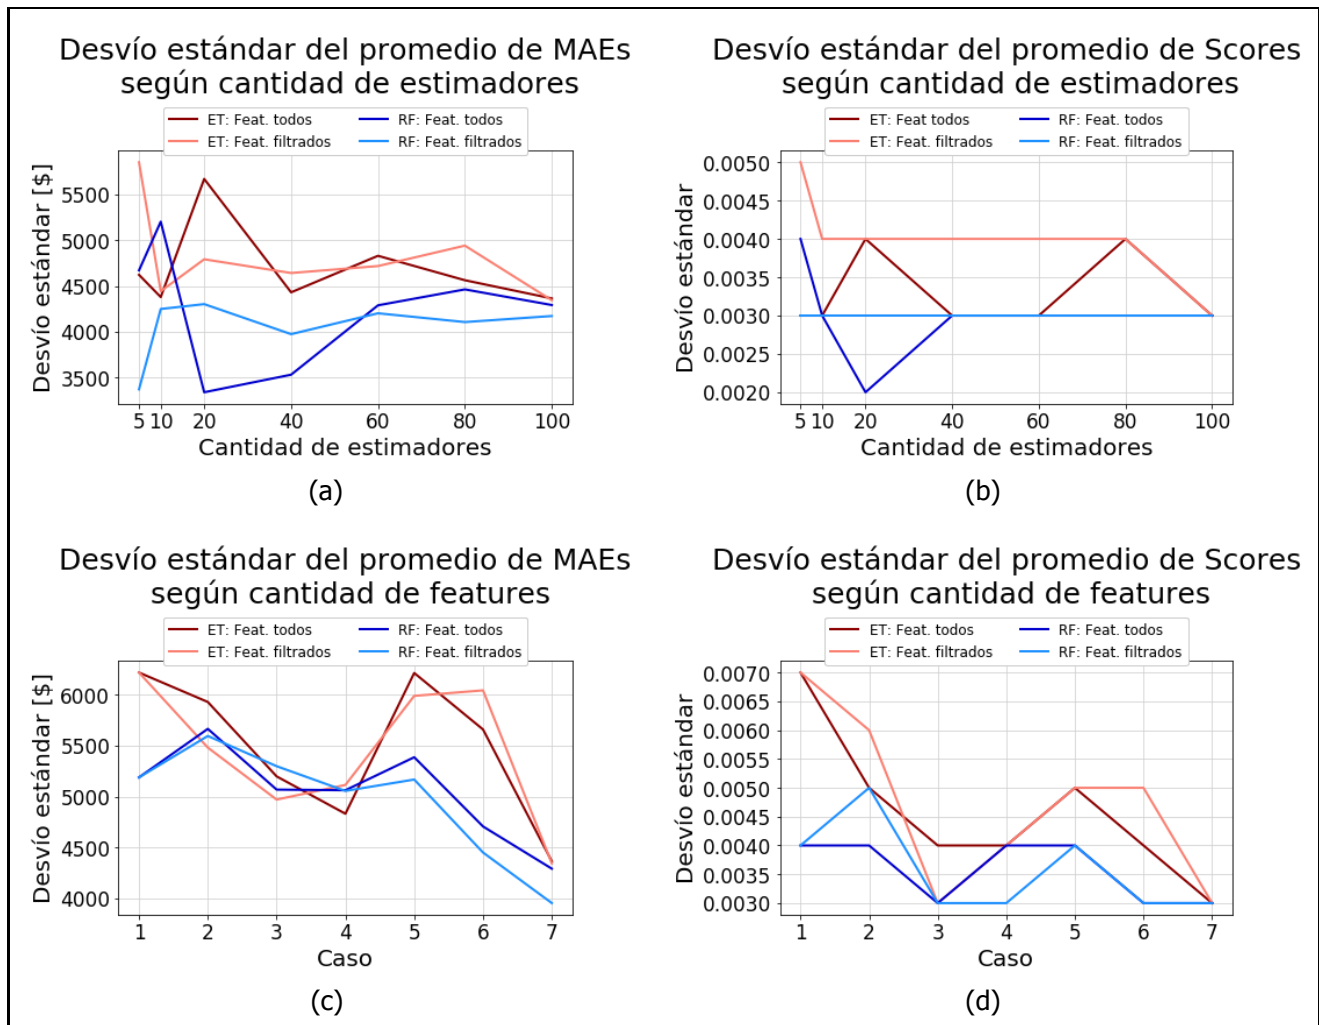 Desvío estándar del promedio de MAEs
según cantidad de estimadores
ET: Feat. todos
RF: Feat. todos
ET: Feat. filtrados
RF: Feat. filtrados
Desvío estándar [$]
5500
5000
4500
4000
3500
5 10 20 40 60 80 100
Cantidad de estimadores
(a)
Desvío estándar del promedio de Scores
según cantidad de estimadores
ET: Feat todos
RF: Feat. todos
ET: Feat. filtrados
RF: Feat. filtrados
Desvío estándar
0.0050
0.0045
0.0040
0.0035
0.0030
0.0025
0.0020
5 10 20 40 60 80 100
Cantidad de estimadores
(b)
Desvío estándar del promedio de MAEs
según cantidad de features
ET: Feat. todos
RF: Feat. todos
ET: Feat. filtrados
RF: Feat. filtrados
Desvío estándar [$]
6000
5500
5000
4500
4000
1 2 3 4 5 6 7
Caso
(c)
Desvío estándar del promedio de Scores
según cantidad de features
ET: Feat. todos
RF: Feat. todos
ET: Feat. filtrados
RF: Feat. filtrados
Desvío estándar
0.0070
0.0065
0.0060
0.0055
0.0050
0.0045
0.0040
0.0035
0.0030
1 2 3 4 5 6 7
Caso
(d)